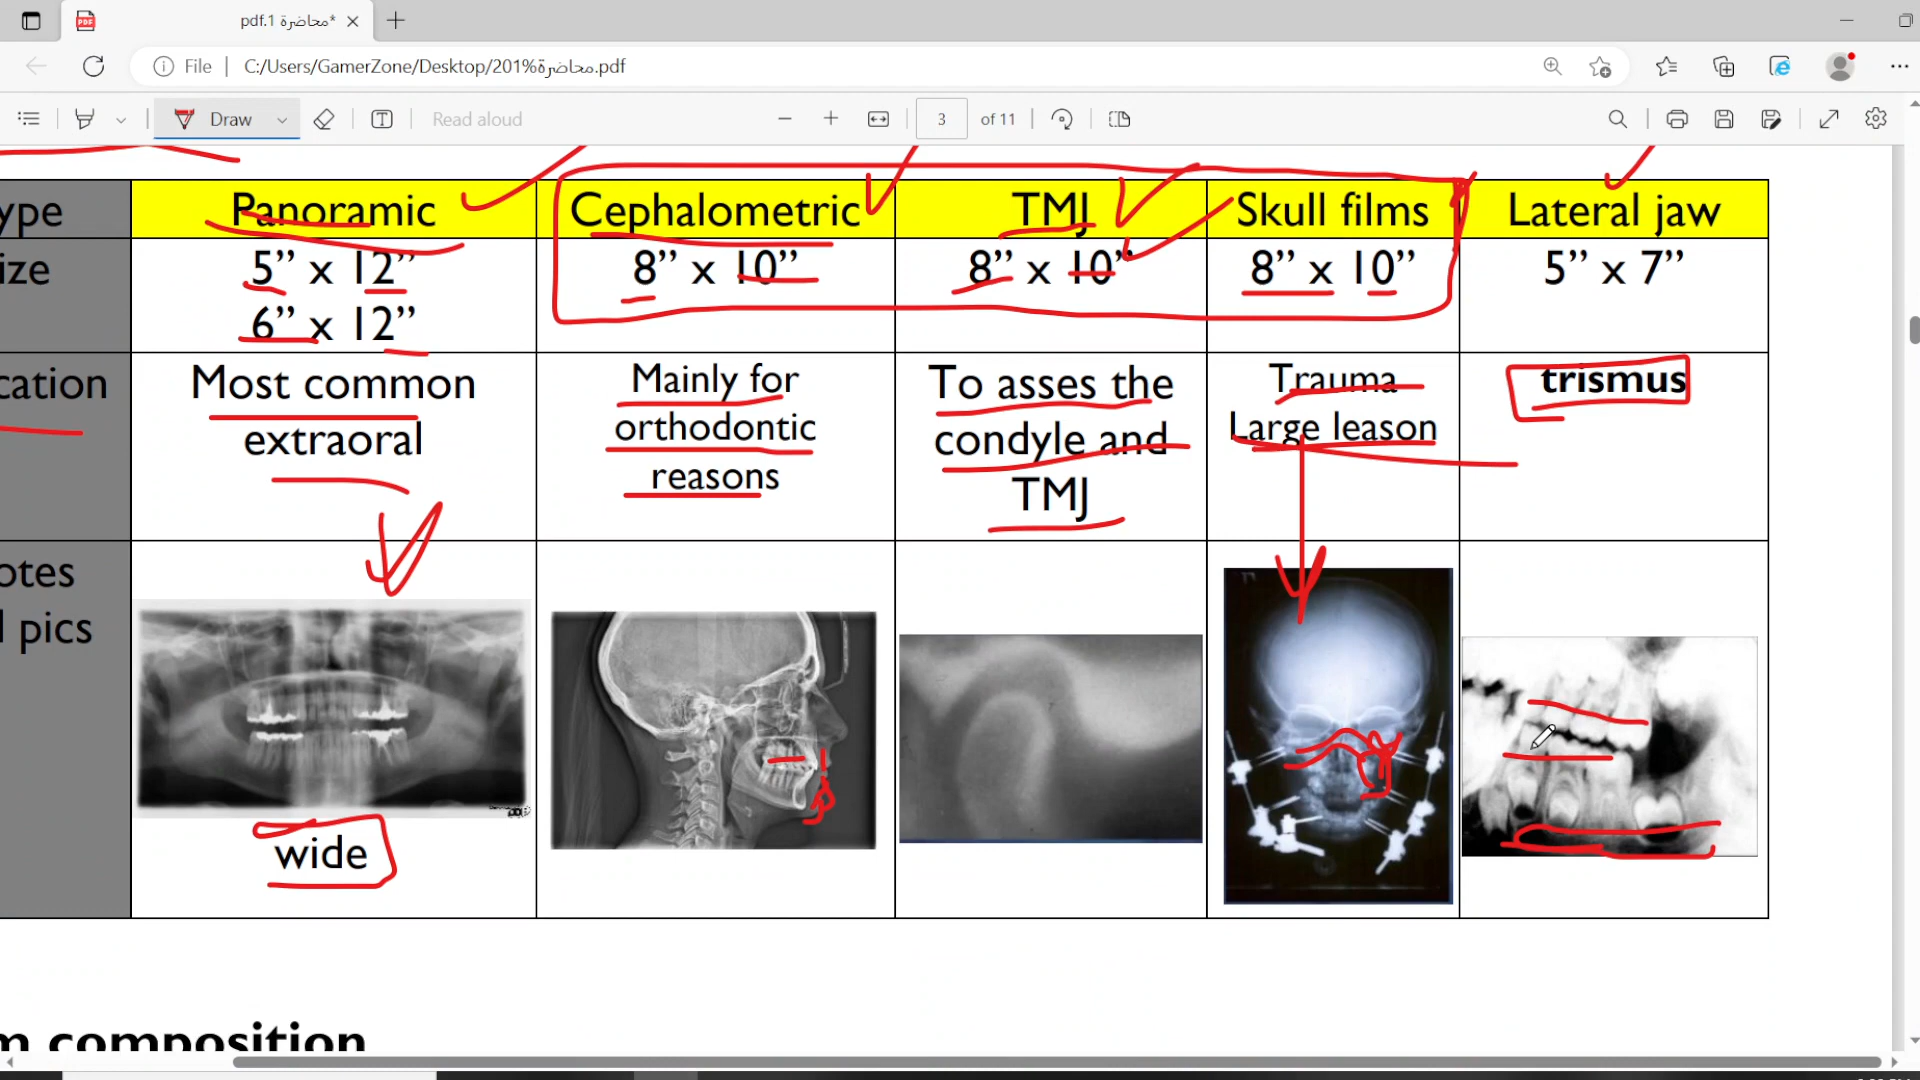 محاضرة 1.pdf*
File
C:/Users/GamerZone/Desktop/201%محاضرة.pdf
Draw
Read aloud
3
of 11
ype
Panoramic
Cephalometric
TMJ
Skull films
Lateral jaw
ize
5” x 12”
6” x 12”
8” x 10”
8” x 10”
8” x 10”
5” x 7”
cation
Most common
extraoral
Mainly for
orthodontic
reasons
To asses the
condyle and
TMJ
Trauma
Large leason
trismus
otes
l pics
wide
m composition